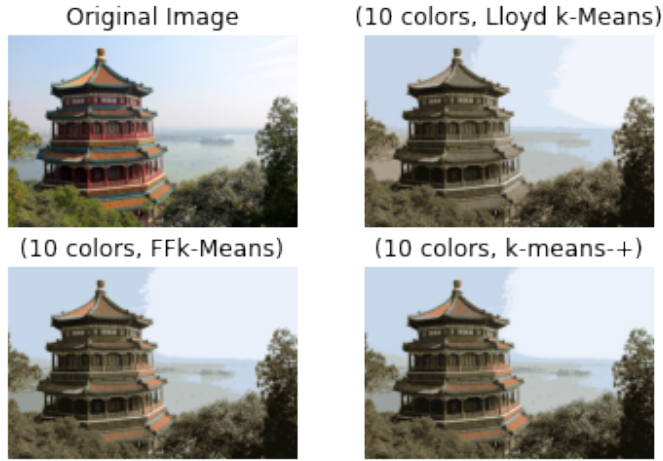 Original Image
(10 colors, Lloyd k-Means)
(10 colors, FFk-Means)
(10 colors, k-means-+)